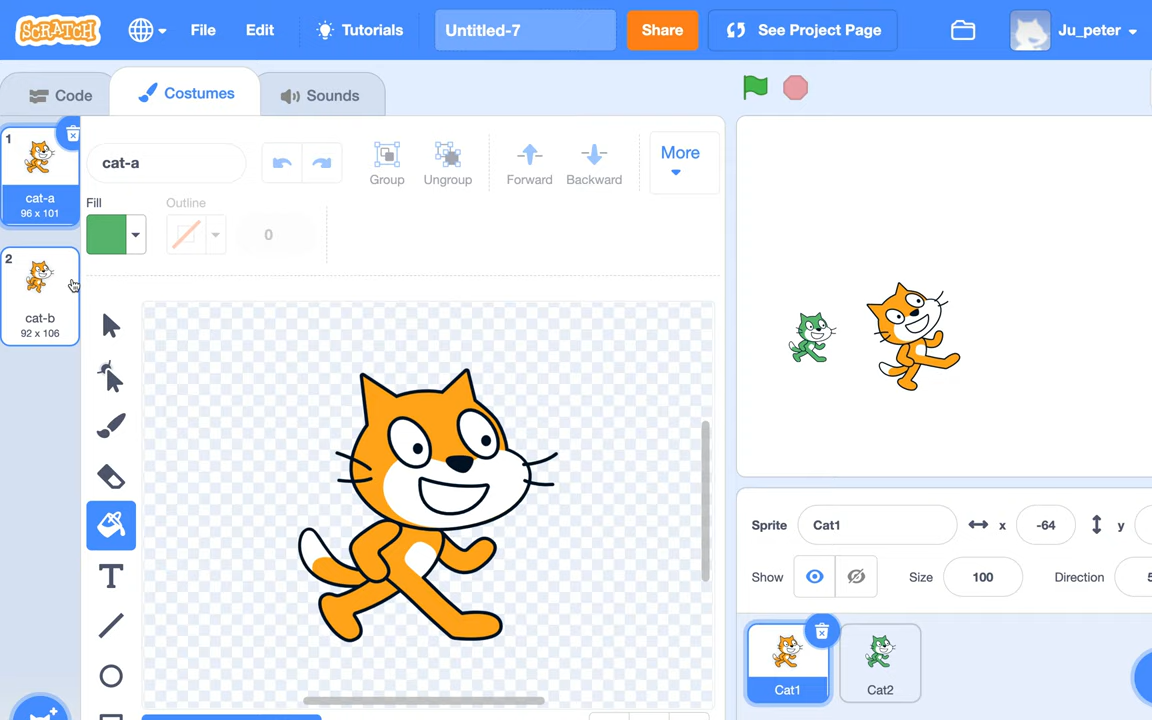 SCRATCH File Edit Tutorials Untitled-7 Share See Project Page Ju_peter
Code Costumes Sounds
1
cat-a
96 x 101
2
cat-b
92 x 106
cat-a
Group Ungroup Forward Backward More
Fill Outline
0
T
Sprite Cat1 x -64 y
Show Size 100 Direction 5
Cat1 Cat2